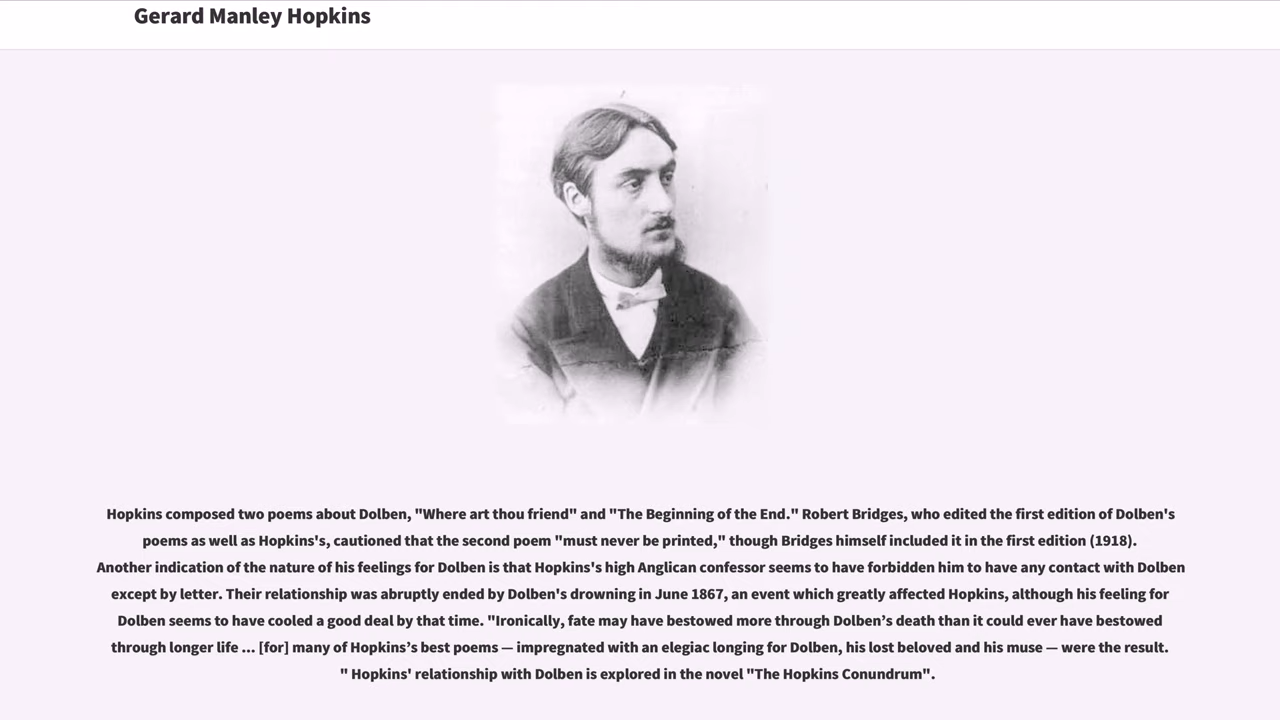 Gerard Manley Hopkins
Hopkins composed two poems about Dolben, "Where art thou friend" and "The Beginning of the End." Robert Bridges, who edited the first edition of Dolben's
poems as well as Hopkins's, cautioned that the second poem "must never be printed," though Bridges himself included it in the first edition (1918).
Another indication of the nature of his feelings for Dolben is that Hopkins's high Anglican confessor seems to have forbidden him to have any contact with Dolben
except by letter. Their relationship was abruptly ended by Dolben's drowning in June 1867, an event which greatly affected Hopkins, although his feeling for
Dolben seems to have cooled a good deal by that time. "Ironically, fate may have bestowed more through Dolben’s death than it could ever have bestowed
through longer life ... [for] many of Hopkins’s best poems — impregnated with an elegiac longing for Dolben, his lost beloved and his muse — were the result.
" Hopkins' relationship with Dolben is explored in the novel "The Hopkins Conundrum".